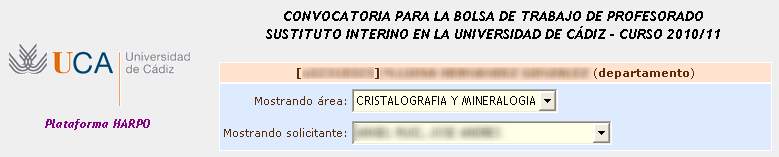 CONVOCATORIA PARA LA BOLSA DE TRABAJO DE PROFESORADO
SUSTITUTO INTERINO EN LA UNIVERSIDAD DE CÁDIZ - CURSO 2010/11
UCA Universidad
de Cádiz
Plataforma HARPO
[ ] (departamento)
Mostrando área: CRISTALOGRAFIA Y MINERALOGIA
Mostrando solicitante: